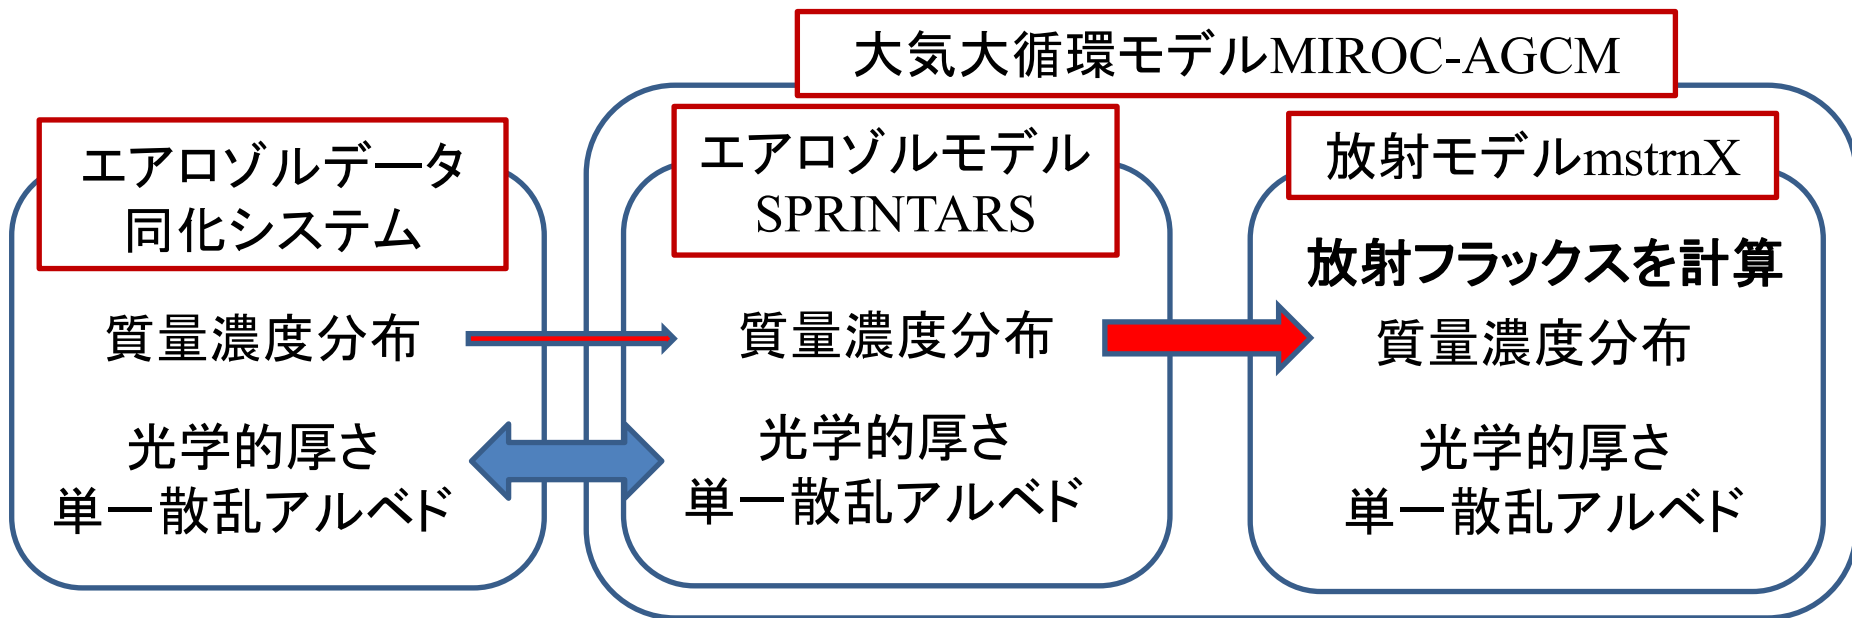 大気大循環モデルMIROC-AGCM
エアロゾルデータ
同化システム
質量濃度分布
光学的厚さ
単一散乱アルベド
エアロゾルモデル
SPRINTARS
質量濃度分布
光学的厚さ
単一散乱アルベド
放射モデルmstrnX
放射フラックスを計算
質量濃度分布
光学的厚さ
単一散乱アルベド